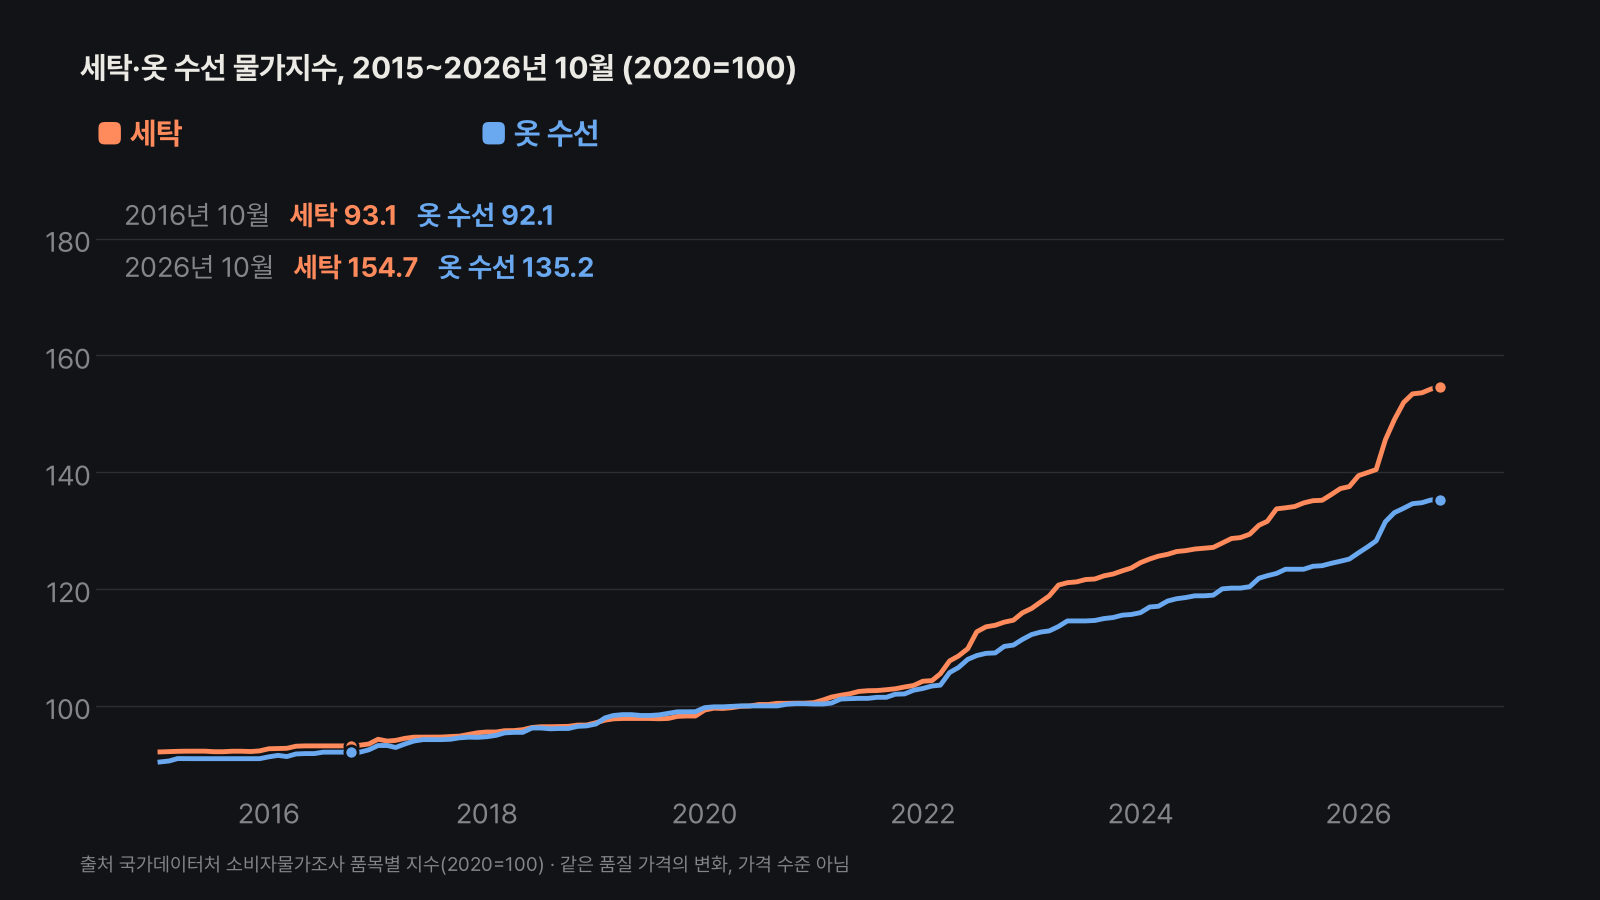 세탁·옷 수선 물가지수, 2015~2026년 10월 (2020=100)
세탁 옷 수선
2016년 10월 세탁 93.1 옷 수선 92.1
180
2026년 10월 세탁 154.7 옷 수선 135.2
160
140
120
100
2016 2018 2020 2022 2024 2026
출처 국가데이터처 소비자물가조사 품목별 지수(2020=100) · 같은 품질 가격의 변화, 가격 수준 아님